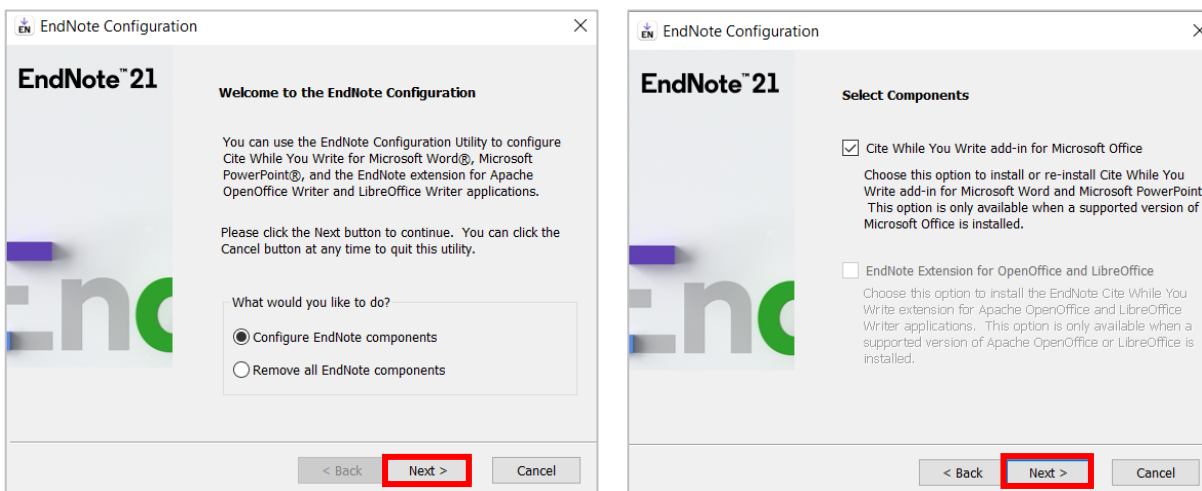 EndNote Configuration
EndNote™21
Welcome to the EndNote Configuration
You can use the EndNote Configuration Utility to configure
Cite While You Write for Microsoft Word®, Microsoft
PowerPoint®, and the EndNote extension for Apache
OpenOffice Writer and LibreOffice Writer applications.
Please click the Next button to continue.  You can click the
Cancel button at any time to quit this utility.
What would you like to do?
Configure EndNote components
Remove all EndNote components
< Back
Next >
Cancel
EndNote Configuration
EndNote™21
Select Components
Cite While You Write add-in for Microsoft Office
Choose this option to install or re-install Cite While You
Write add-in for Microsoft Word and Microsoft PowerPoint
This option is only available when a supported version of
Microsoft Office is installed.
EndNote Extension for OpenOffice and LibreOffice
Choose this option to install the EndNote Cite While You
Write extension for Apache OpenOffice and LibreOffice
Writer applications.  This option is only available when a
supported version of Apache OpenOffice or LibreOffice is
installed.
< Back
Next >
Cancel